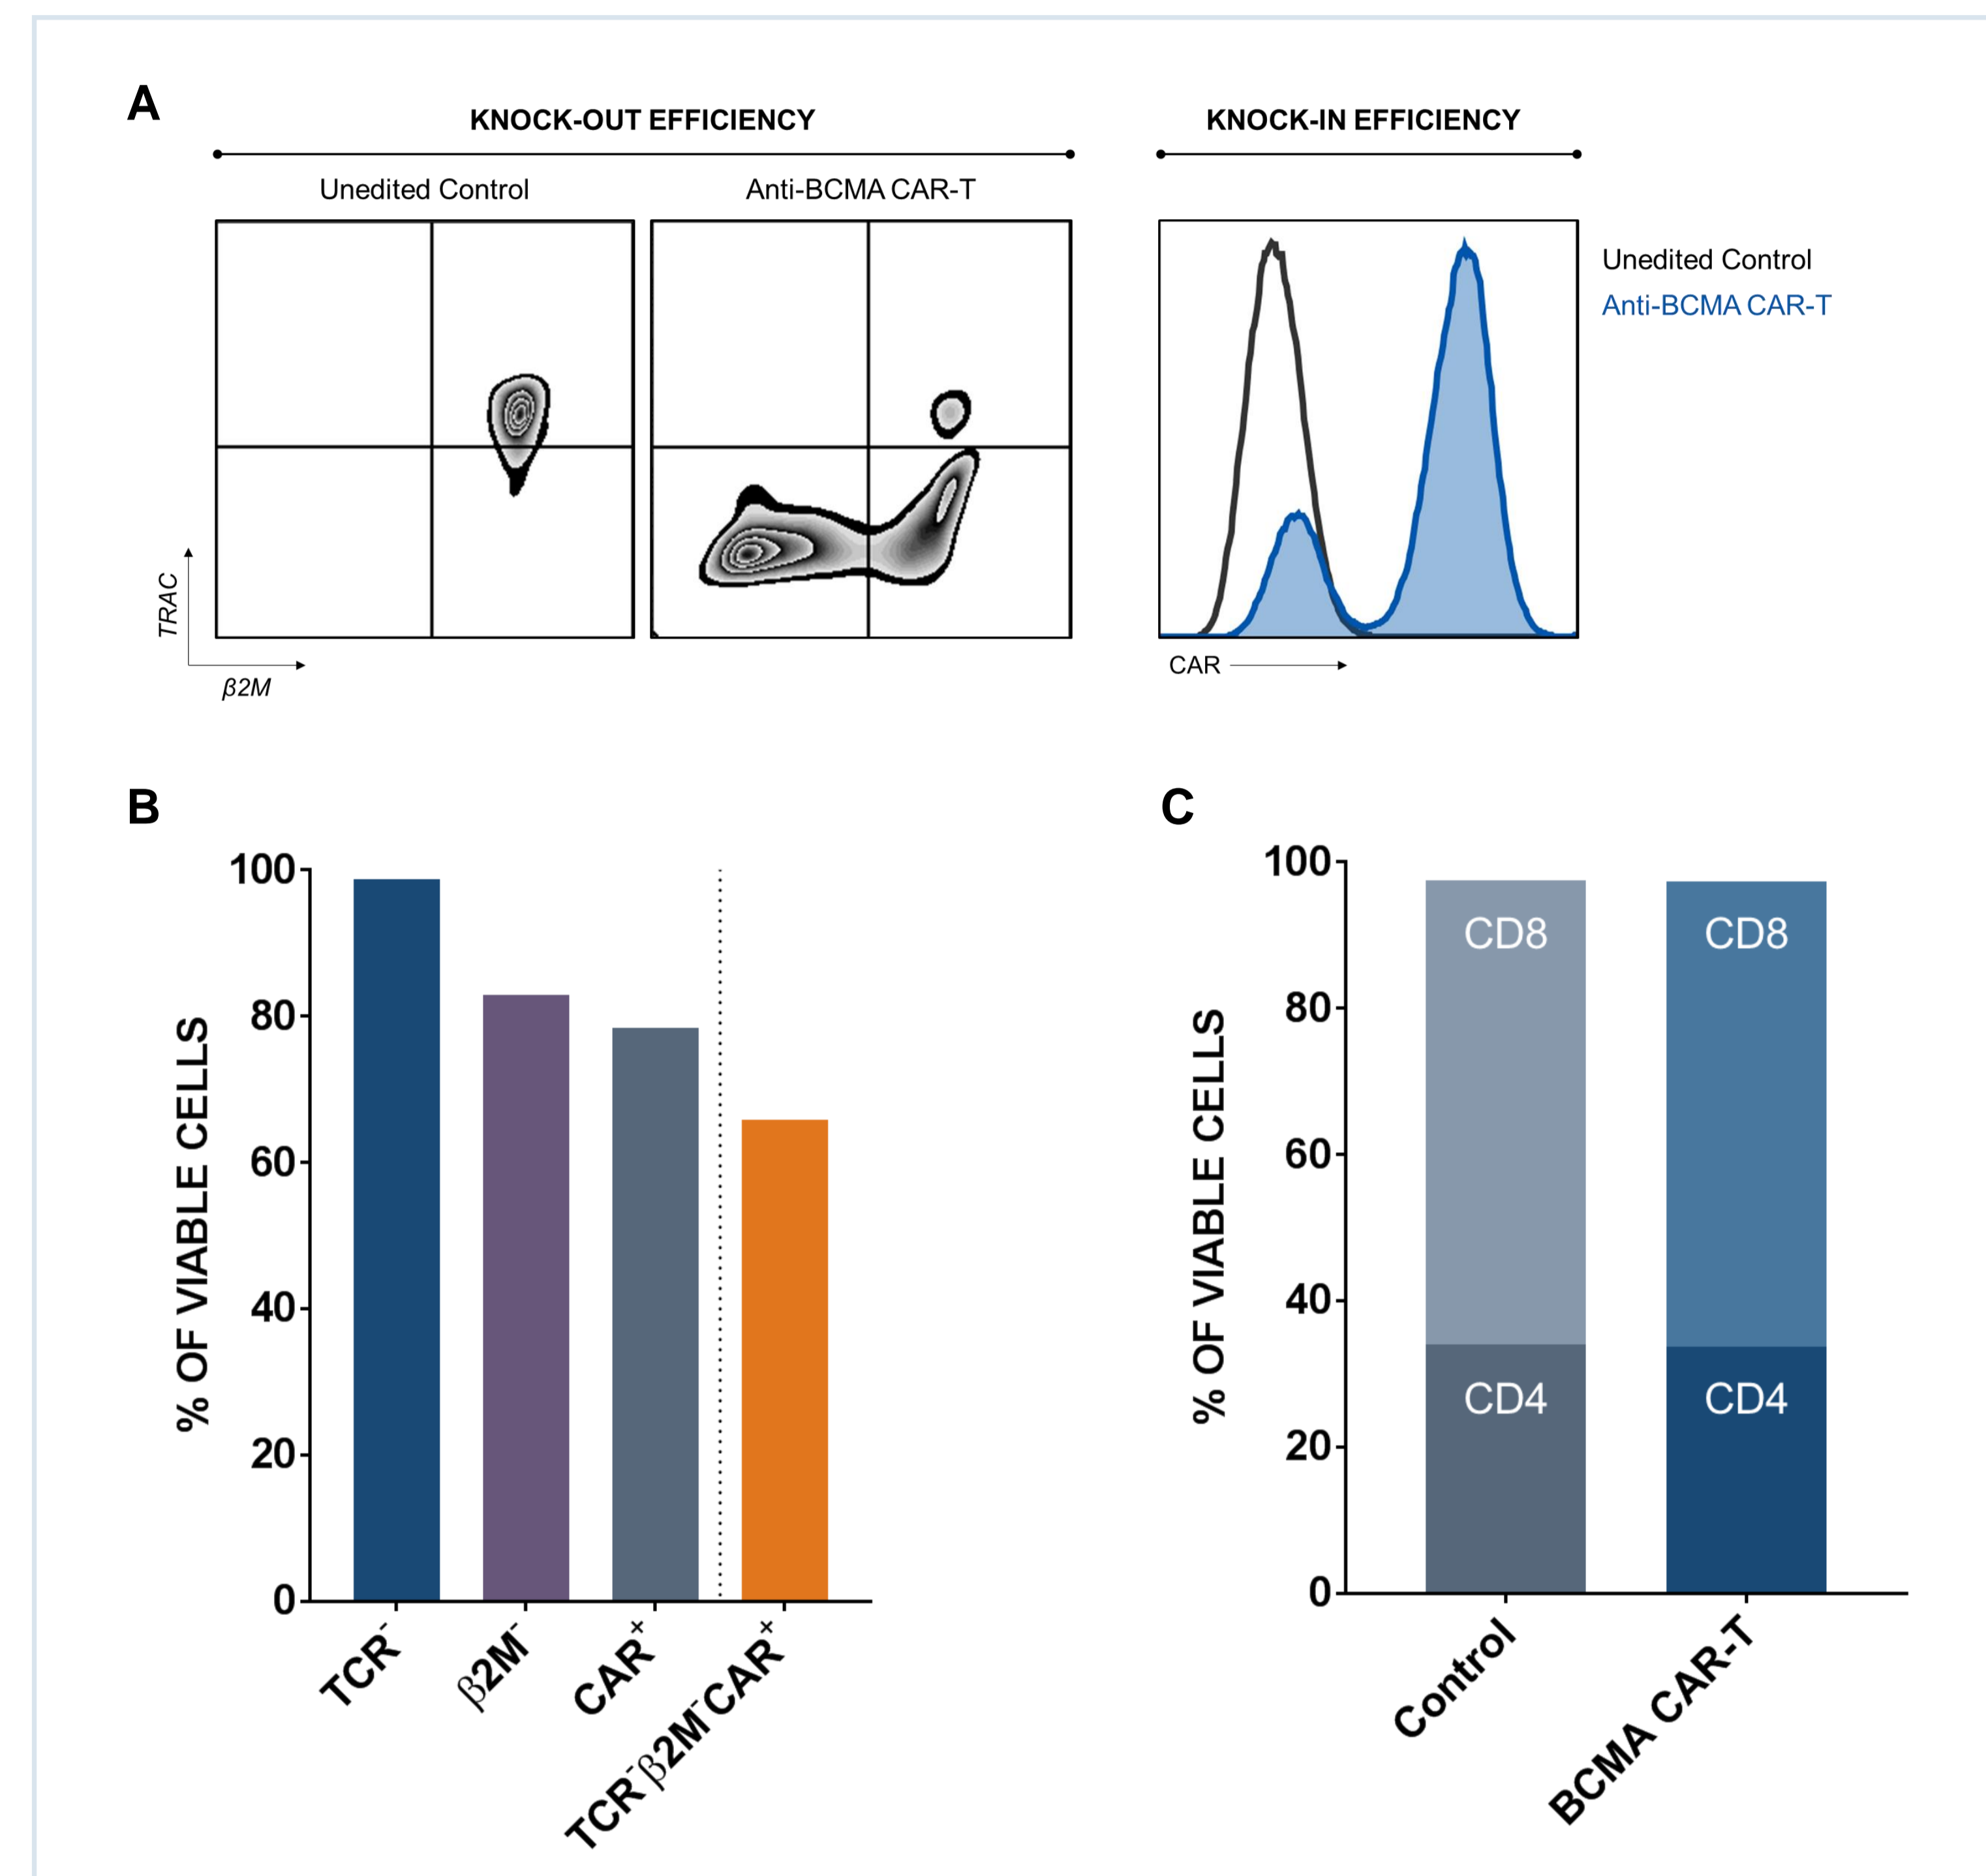 A
KNOCK-OUT EFFICIENCY
KNOCK-IN EFFICIENCY
Unedited Control
Anti-BCMA CAR-T
Unedited Control
Anti-BCMA CAR-T
TRAC
β2M
CAR
B
% OF VIABLE CELLS
100
80
60
40
20
0
TCR⁻
β2M⁻
CAR⁺
TCR⁻β2M⁻CAR⁺
C
% OF VIABLE CELLS
100
80
60
40
20
0
CD8
CD8
CD4
CD4
Control
BCMA CAR-T